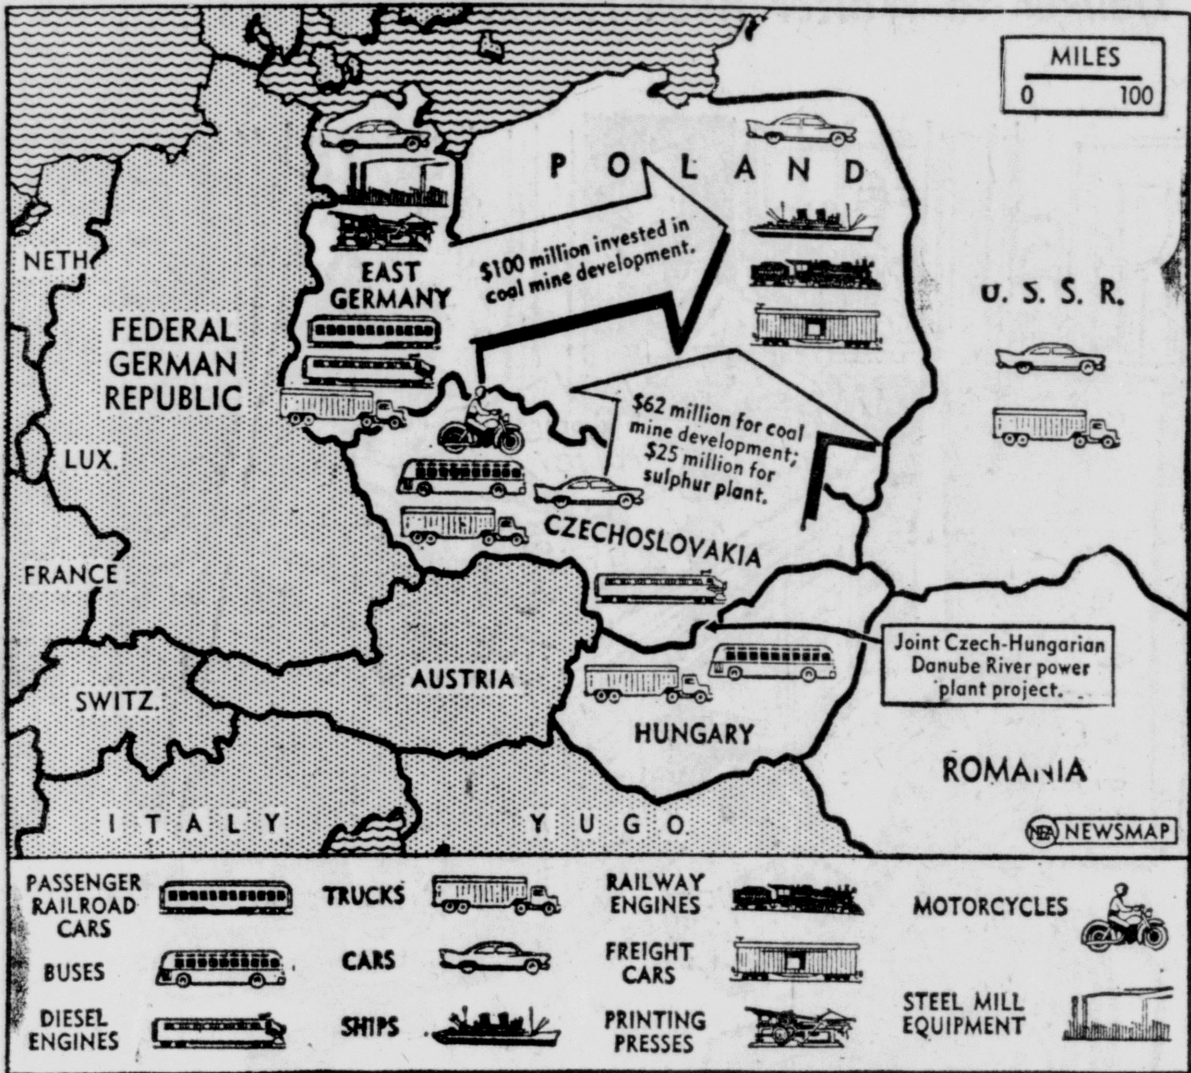 MILES
0 100
POLAND
$100 million invested in
coal mine development.
NETH.
EAST
GERMANY
U. S. S. R.
FEDERAL
GERMAN
REPUBLIC
$62 million for coal
mine development;
$25 million for
sulphur plant.
LUX.
CZECHOSLOVAKIA
FRANCE
Joint Czech-Hungarian
Danube River power
plant project.
AUSTRIA
SWITZ.
HUNGARY
ROMANIA
ITALY
YUGO.
NEA NEWSMAP
PASSENGER
RAILROAD
CARS
BUSES
DIESEL
ENGINES
TRUCKS
CARS
SHIPS
RAILWAY
ENGINES
FREIGHT
CARS
PRINTING
PRESSES
MOTORCYCLES
STEEL MILL
EQUIPMENT